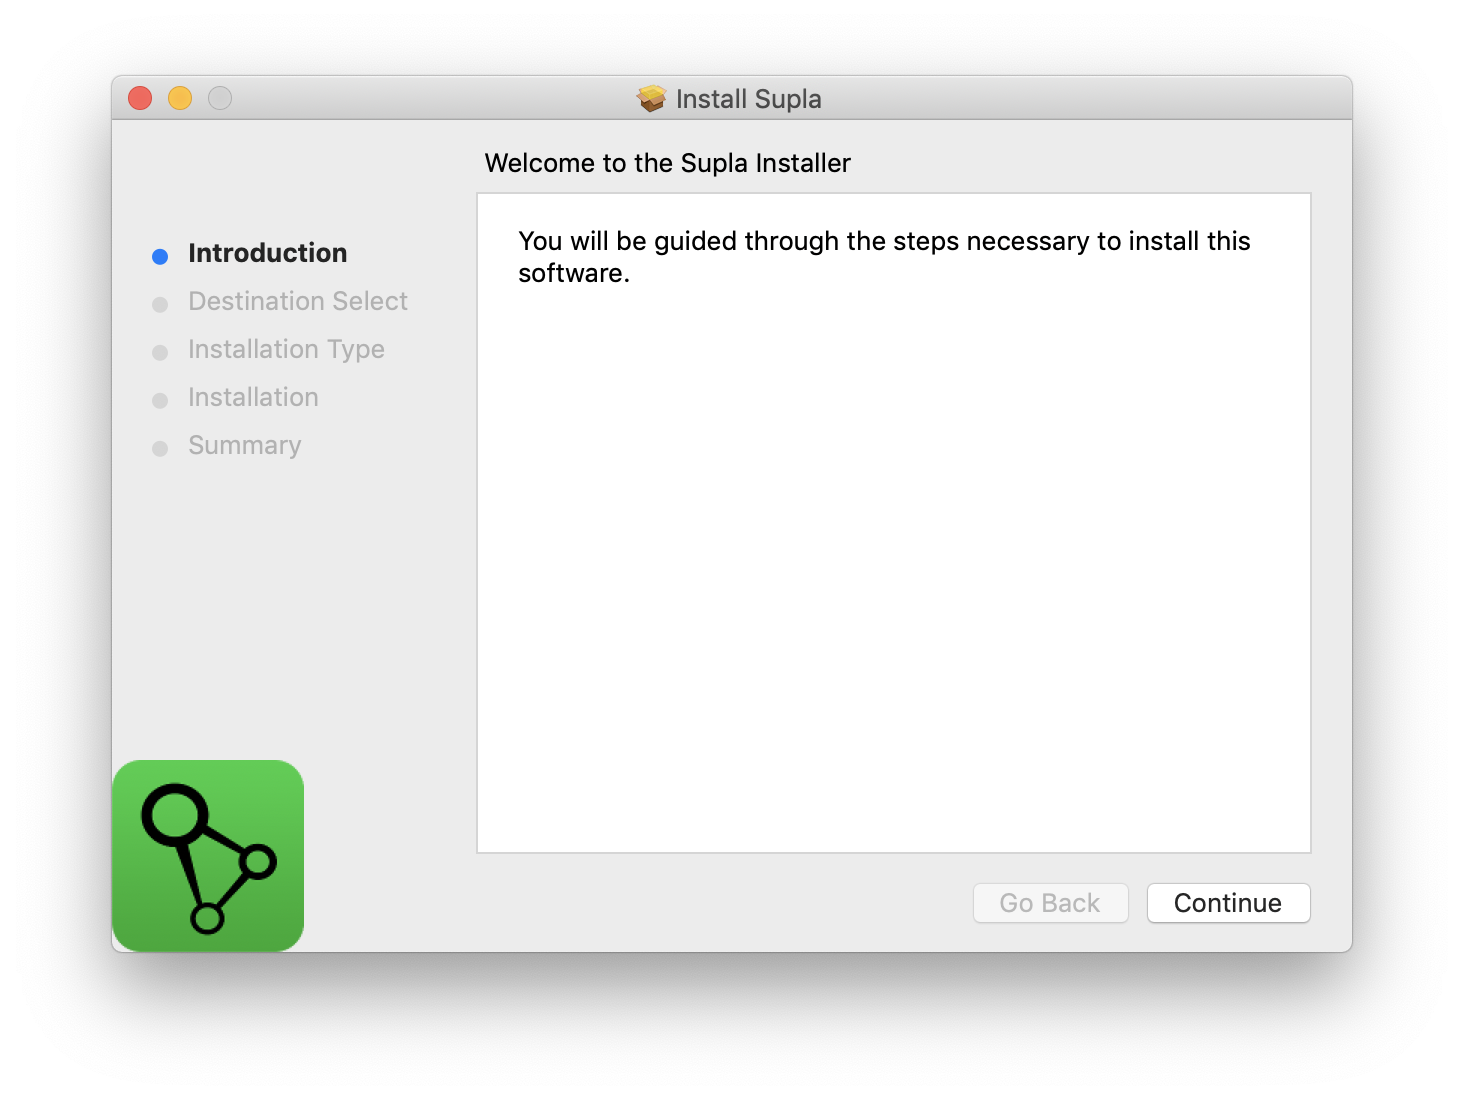 Install Supla
Welcome to the Supla Installer
Introduction
Destination Select
Installation Type
Installation
Summary
You will be guided through the steps necessary to install this
software.
Go Back
Continue